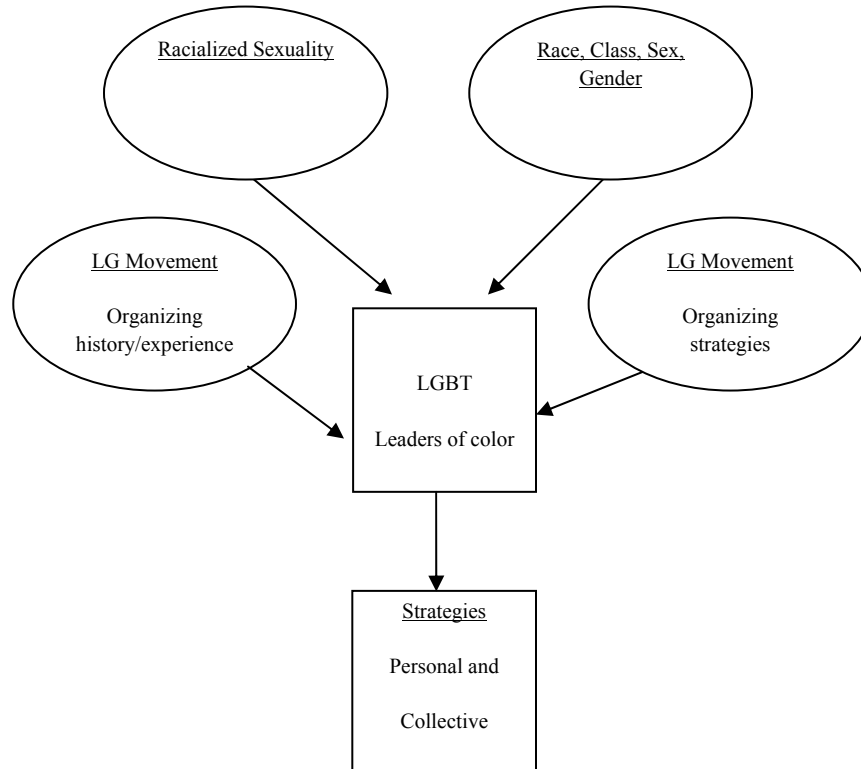 Racialized Sexuality
Race, Class, Sex,
Gender
LG Movement
Organizing
history/experience
LG Movement
Organizing
strategies
LGBT
Leaders of color
Strategies
Personal and
Collective